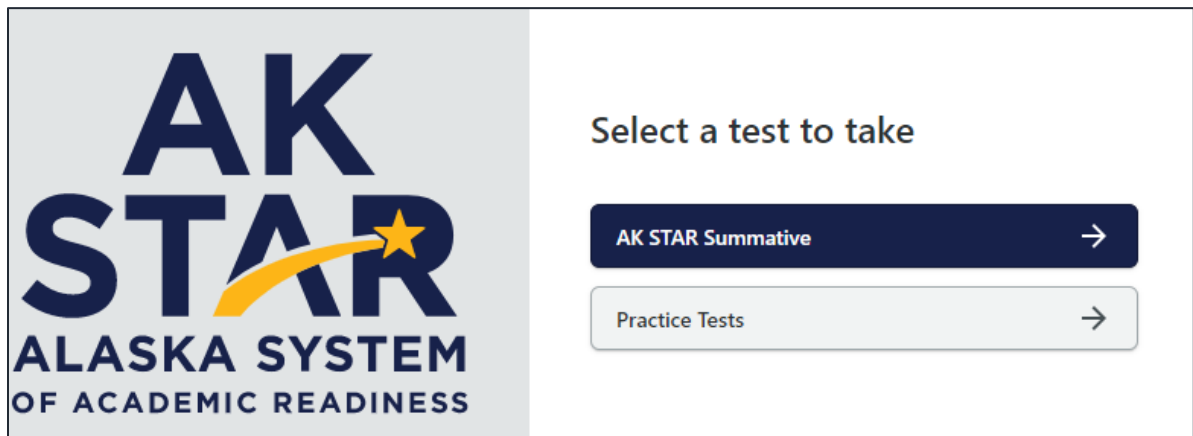 AK
STAR
ALASKA SYSTEM
OF ACADEMIC READINESS
Select a test to take
AK STAR Summative
Practice Tests